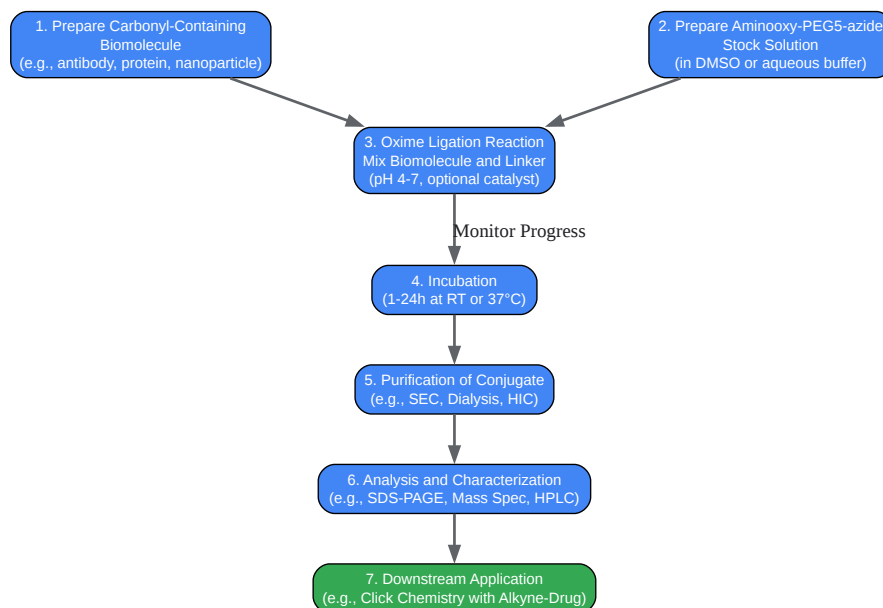 1. Prepare Carbonyl-Containing
Biomolecule
(e.g., antibody, protein, nanoparticle)
2. Prepare Aminooxy-PEG5-azide
Stock Solution
(in DMSO or aqueous buffer)
3. Oxime Ligation Reaction
Mix Biomolecule and Linker
(pH 4-7, optional catalyst)
Monitor Progress
4. Incubation
(1-24h at RT or 37°C)
5. Purification of Conjugate
(e.g., SEC, Dialysis, HIC)
6. Analysis and Characterization
(e.g., SDS-PAGE, Mass Spec, HPLC)
7. Downstream Application
(e.g., Click Chemistry with Alkyne-Drug)